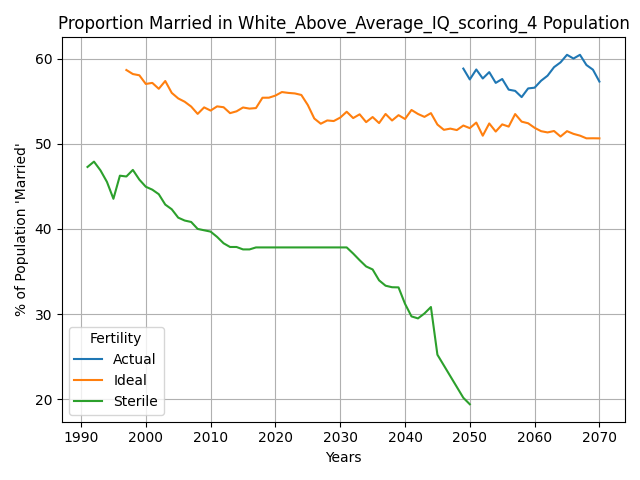 Proportion Married in White_Above_Average_IQ_scoring_4 Population
% of Population 'Married'
60
50
40
30
20
Fertility
Actual
Ideal
Sterile
1990 2000 2010 2020 2030 2040 2050 2060 2070
Years